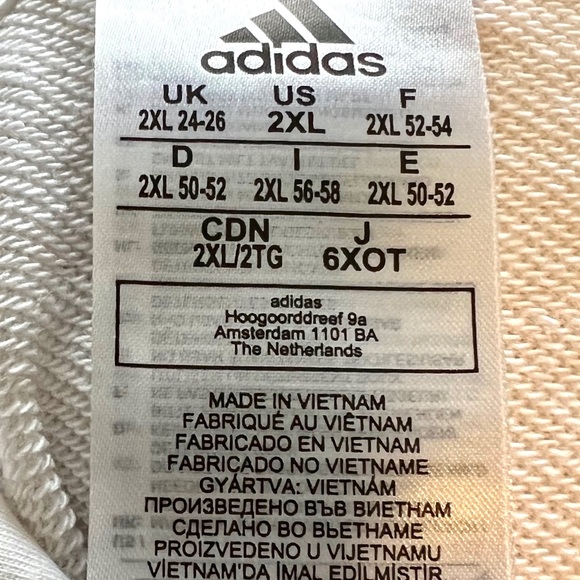 adidas
UK US F
2XL 24-26 2XL 2XL 52-54
D I E
2XL 50-52 2XL 56-58 2XL 50-52
CDN J
2XL/2TG 6XOT
adidas
Hoogoorddreef 9a
Amsterdam 1101 BA
The Netherlands
MADE IN VIETNAM
FABRIQUÉ AU VIÊTNAM
FABRICADO EN VIETNAM
FABRICADO NO VIETNAME
GYÁRTVA: VIETNÁM
ПРОИЗВЕДЕНО ВЪВ ВИЕТНАМ
СДЕЛАНО ВО ВЬЕТНАМЕ
PROIZVEDENO U VIJETNAMU
VİETNAM'DA İMAL EDİLMİŞTİR